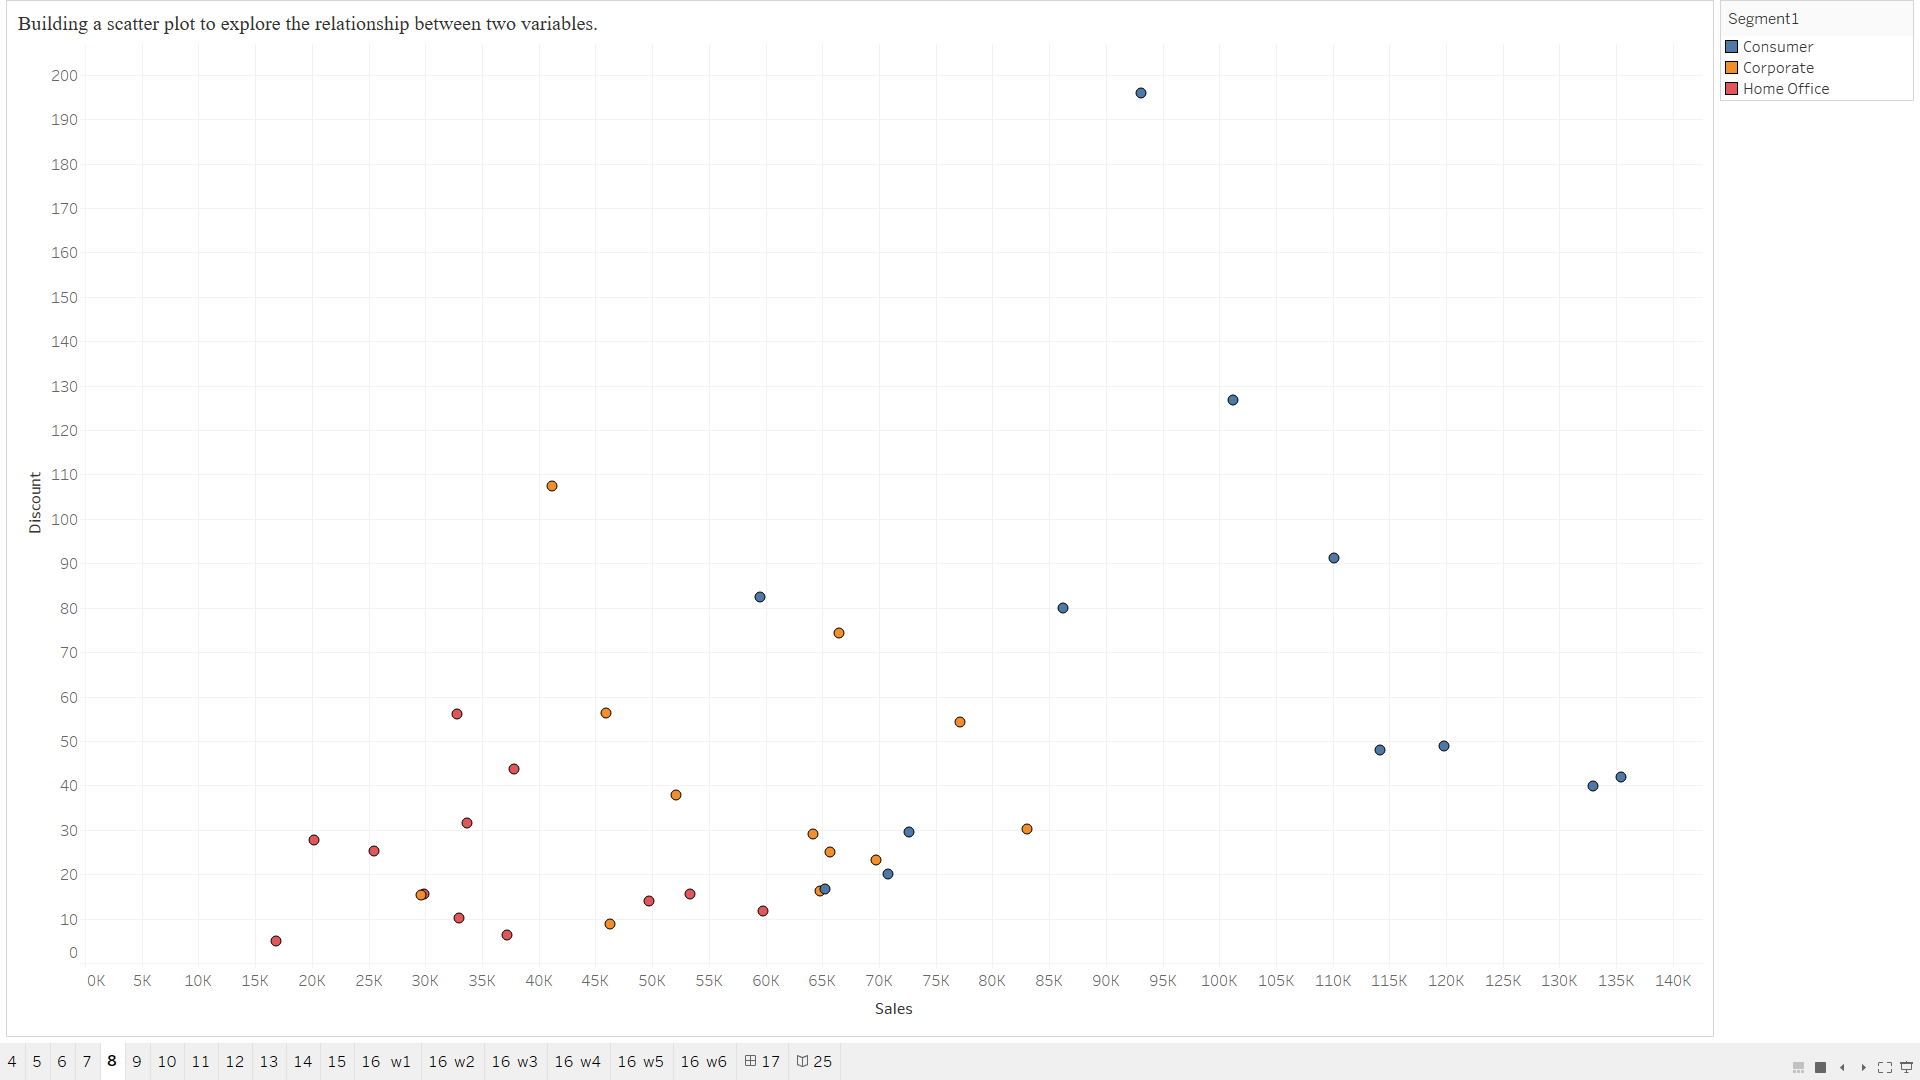 Building a scatter plot to explore the relationship between two variables.
Segment1
Consumer
Corporate
Home Office
200
190
180
170
160
150
140
130
120
110
100
90
80
70
60
50
40
30
20
10
0
Discount
0K 5K 10K 15K 20K 25K 30K 35K 40K 45K 50K 55K 60K 65K 70K 75K 80K 85K 90K 95K 100K 105K 110K 115K 120K 125K 130K 135K 140K
Sales
4 5 6 7 8 9 10 11 12 13 14 15 16 w1 16 w2 16 w3 16 w4 16 w5 16 w6 17 25